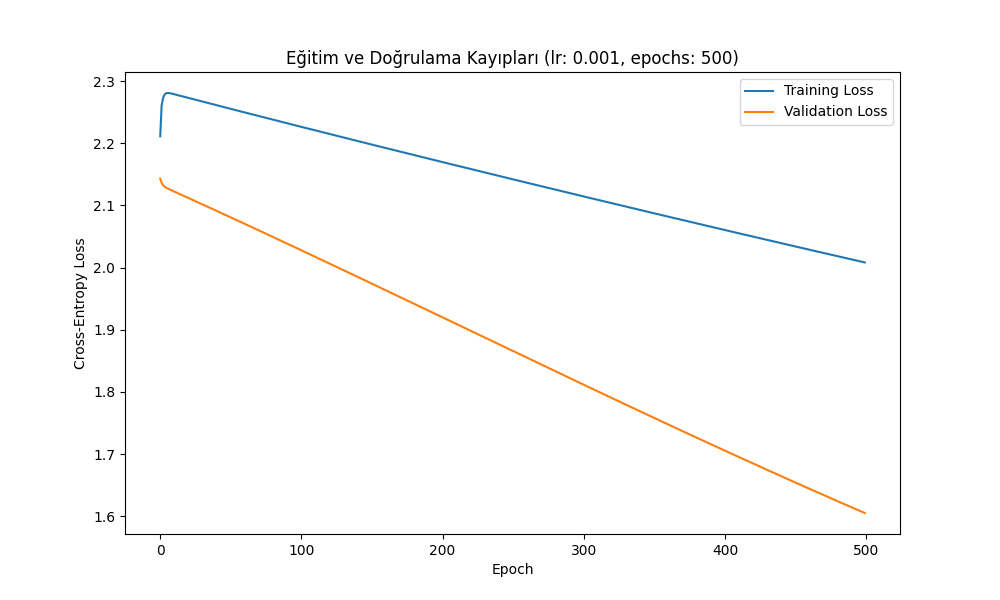 Eğitim ve Doğrulama Kayıpları (lr: 0.001, epochs: 500)
Training Loss
Validation Loss
Cross-Entropy Loss
2.3
2.2
2.1
2.0
1.9
1.8
1.7
1.6
0 100 200 300 400 500
Epoch